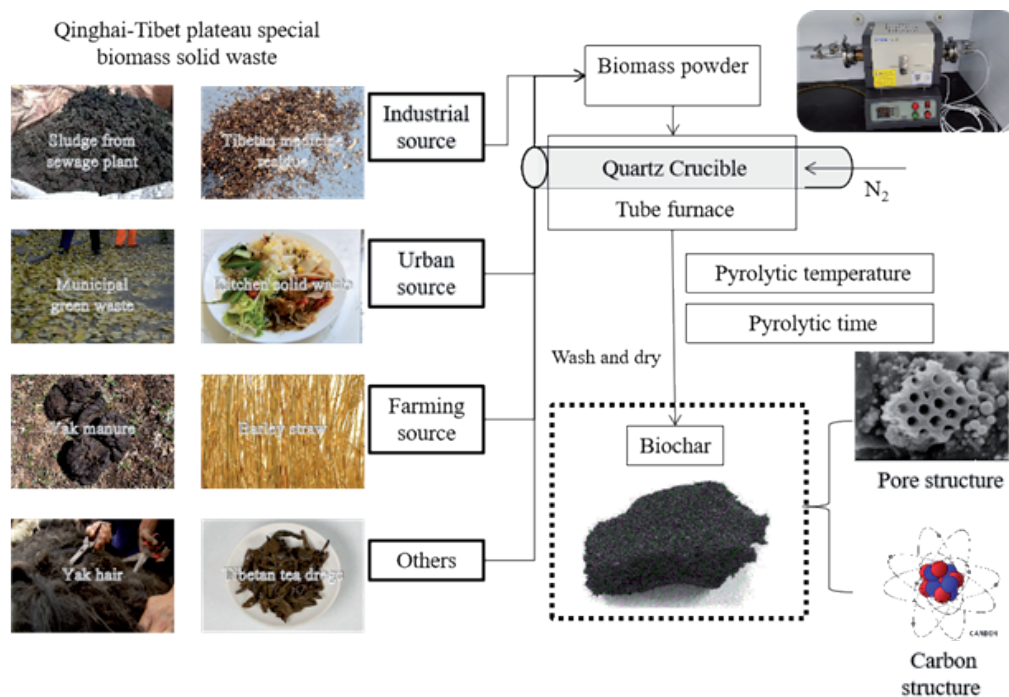 Qinghai-Tibet plateau special
biomass solid waste
Sludge from
sewage plant
Tibetan medicine
residue
Industrial
source
Municipal
green waste
Kitchen solid waste
Urban
source
Yak manure
Barley straw
Farming
source
Yak hair
Tibetan tea dregs
Others
Biomass powder
Quartz Crucible
Tube furnace
N₂
Pyrolytic temperature
Pyrolytic time
Wash and dry
Biochar
Pore structure
CARBON
Carbon
structure